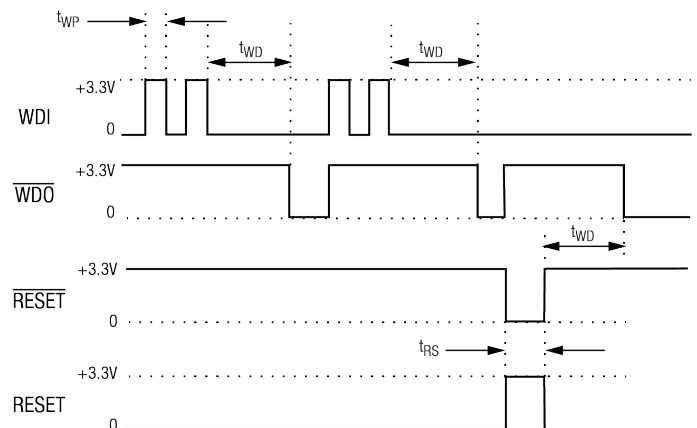 tWP
tWD
tWD
+3.3V
WDI
0
+3.3V
WDO
0
tWD
+3.3V
RESET
0
tRS
+3.3V
RESET
0